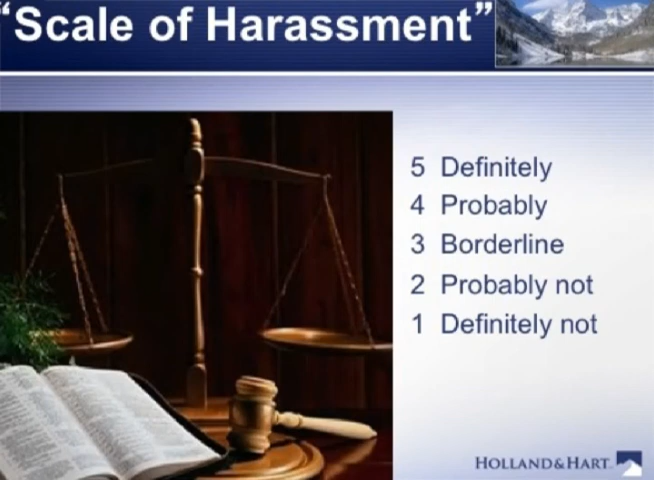 “Scale of Harassment”
5 Definitely
4 Probably
3 Borderline
2 Probably not
1 Definitely not
HOLLAND & HART